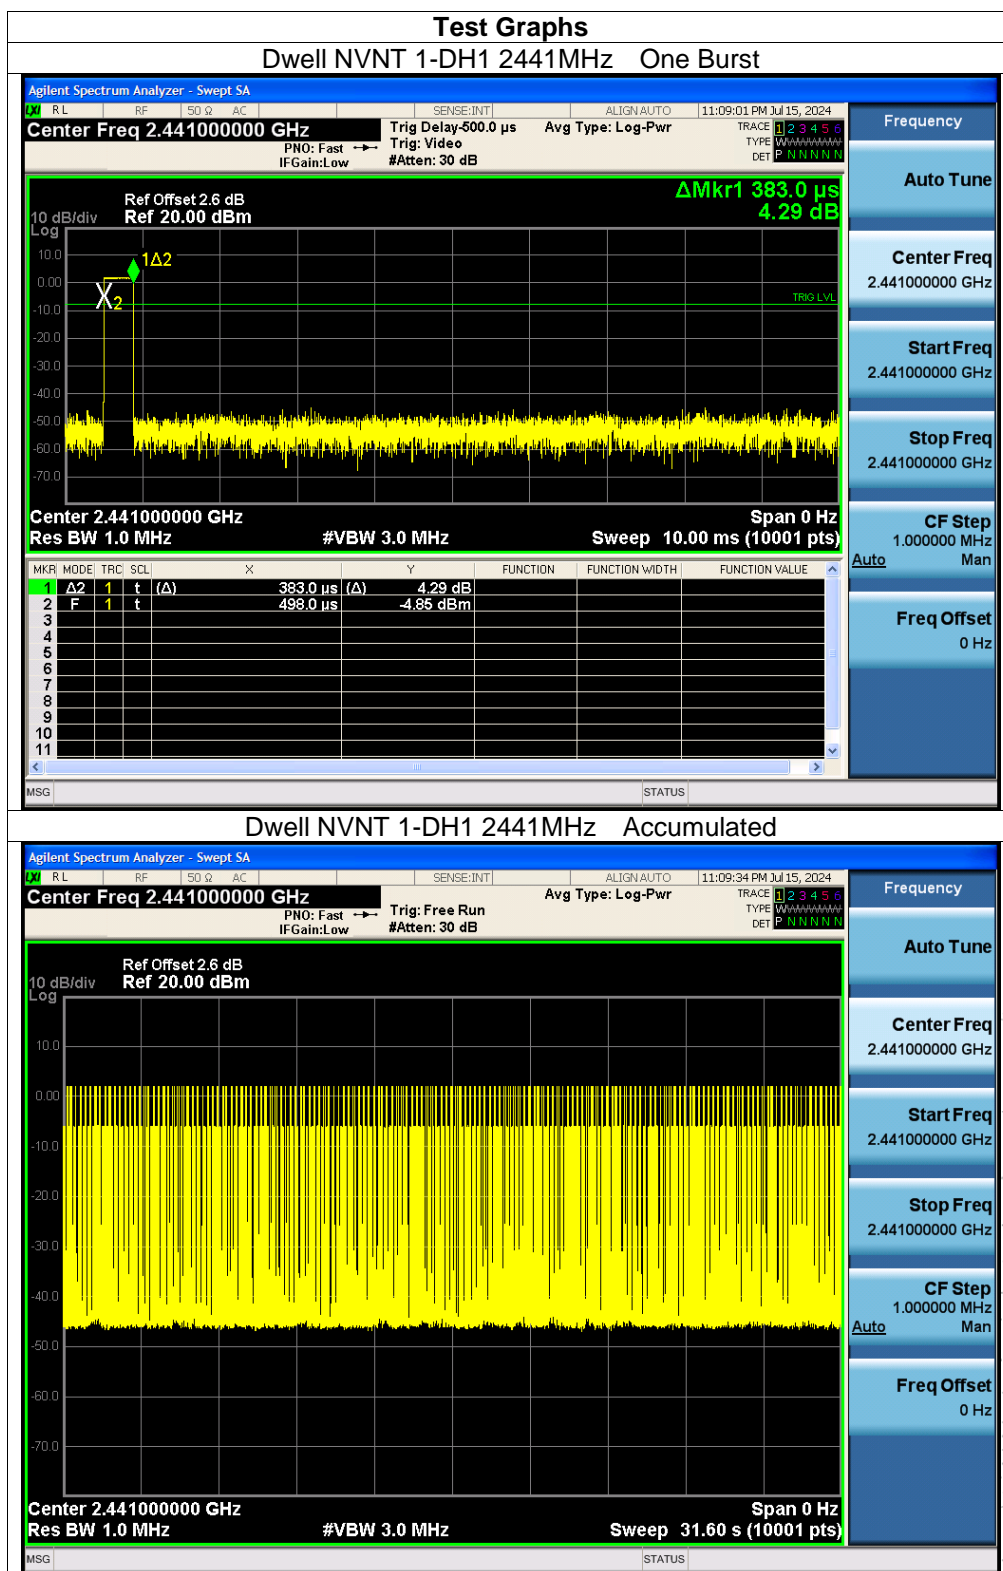 Test Graphs
Dwell NVNT 1-DH1 2441MHz One Burst
Agilent Spectrum Analyzer - Swept SA
LXI RL RF 50 Ω AC SENSE:INT ALIGN AUTO 11:09:01 PM Jul 15, 2024
Center Freq 2.441000000 GHz
PNO: Fast
IFGain:Low
Trig Delay-500.0 µs
Trig: Video
#Atten: 30 dB
Avg Type: Log-Pwr
TRACE 1 2 3 4 5 6
TYPE WWWWWWW
DET P N N N N N
Frequency
Auto Tune
Center Freq
2.441000000 GHz
Start Freq
2.441000000 GHz
Stop Freq
2.441000000 GHz
CF Step
1.000000 MHz
Auto Man
Freq Offset
0 Hz
ΔMkr1 383.0 µs
4.29 dB
Ref Offset 2.6 dB
10 dB/div Ref 20.00 dBm
Log
10.0
0.00
-10.0
-20.0
-30.0
-40.0
-50.0
-60.0
-70.0
1Δ2
X2
TRIG LVL
Center 2.441000000 GHz Span 0 Hz
Res BW 1.0 MHz #VBW 3.0 MHz Sweep 10.00 ms (10001 pts)
MKR MODE TRC SCL X Y FUNCTION FUNCTION WIDTH FUNCTION VALUE
1 Δ2 1 t (Δ) 383.0 µs (Δ) 4.29 dB
2 F 1 t 498.0 µs -4.85 dBm
3
4
5
6
7
8
9
10
11
MSG STATUS
Dwell NVNT 1-DH1 2441MHz Accumulated
Agilent Spectrum Analyzer - Swept SA
LXI RL RF 50 Ω AC SENSE:INT ALIGN AUTO 11:09:34 PM Jul 15, 2024
Center Freq 2.441000000 GHz
PNO: Fast
IFGain:Low
Trig: Free Run
#Atten: 30 dB
Avg Type: Log-Pwr
TRACE 1 2 3 4 5 6
TYPE WWWWWWW
DET P N N N N N
Frequency
Auto Tune
Center Freq
2.441000000 GHz
Start Freq
2.441000000 GHz
Stop Freq
2.441000000 GHz
CF Step
1.000000 MHz
Auto Man
Freq Offset
0 Hz
Ref Offset 2.6 dB
10 dB/div Ref 20.00 dBm
Log
10.0
0.00
-10.0
-20.0
-30.0
-40.0
-50.0
-60.0
-70.0
Center 2.441000000 GHz Span 0 Hz
Res BW 1.0 MHz #VBW 3.0 MHz Sweep 31.60 s (10001 pts)
MSG STATUS